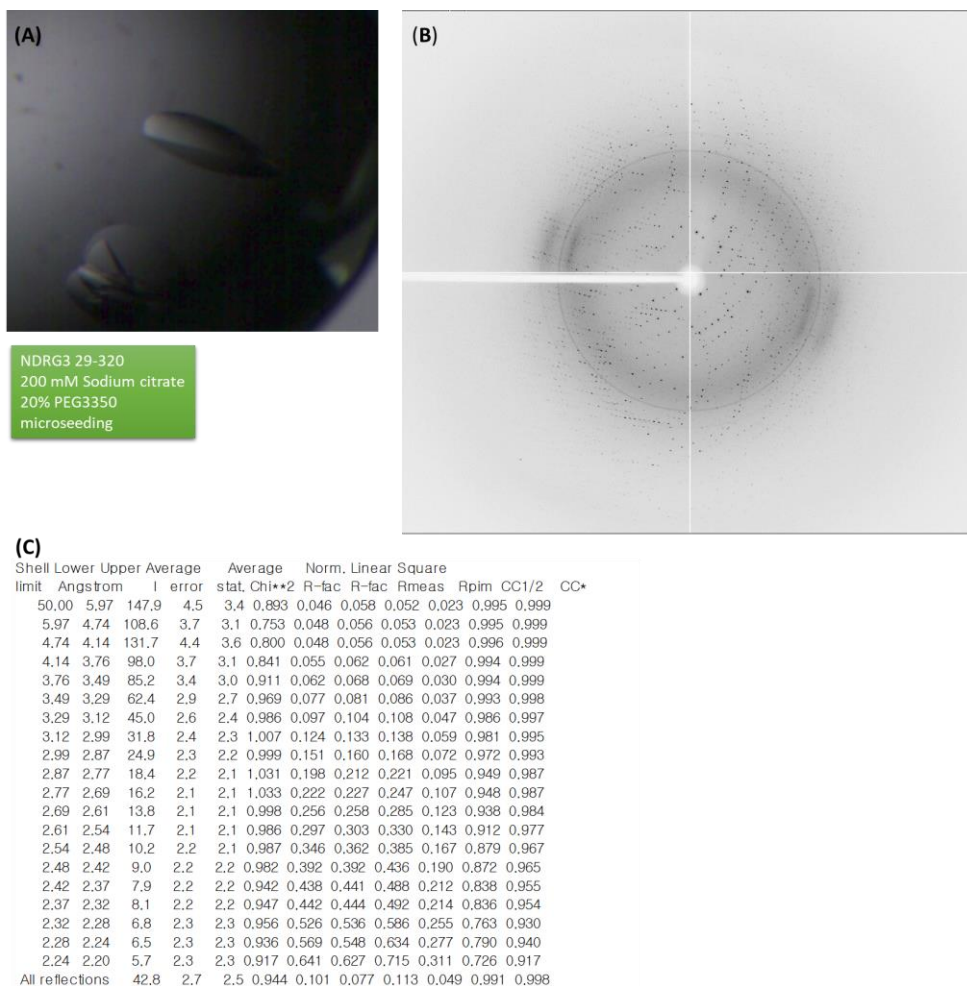 (A)
(B)
NDRG3 29-320
200 mM Sodium citrate
20% PEG3350
microseeding
(C)
Shell Lower Upper Average Average Norm. Linear Square
limit Angstrom I error stat. Chi**2 R-fac R-fac Rmeas Rpim CC1/2 CC*
50.00 5.97 147.9 4.5 3.4 0.893 0.046 0.058 0.052 0.023 0.995 0.999
5.97 4.74 108.6 3.7 3.1 0.753 0.048 0.056 0.053 0.023 0.995 0.999
4.74 4.14 131.7 4.4 3.6 0.800 0.048 0.056 0.053 0.023 0.996 0.999
4.14 3.76 98.0 3.7 3.1 0.841 0.055 0.062 0.061 0.027 0.994 0.999
3.76 3.49 85.2 3.4 3.0 0.911 0.062 0.068 0.069 0.030 0.994 0.999
3.49 3.29 62.4 2.9 2.7 0.969 0.077 0.081 0.086 0.037 0.993 0.998
3.29 3.12 45.0 2.6 2.4 0.986 0.097 0.104 0.108 0.047 0.986 0.997
3.12 2.99 31.8 2.4 2.3 1.007 0.124 0.133 0.138 0.059 0.981 0.995
2.99 2.87 24.9 2.3 2.2 0.999 0.151 0.160 0.168 0.072 0.972 0.993
2.87 2.77 18.4 2.2 2.1 1.031 0.198 0.212 0.221 0.095 0.949 0.987
2.77 2.69 16.2 2.1 2.1 1.033 0.222 0.227 0.247 0.107 0.948 0.987
2.69 2.61 13.8 2.1 2.1 0.998 0.256 0.258 0.285 0.123 0.938 0.984
2.61 2.54 11.7 2.1 2.1 0.986 0.297 0.303 0.330 0.143 0.912 0.977
2.54 2.48 10.2 2.2 2.1 0.987 0.346 0.362 0.385 0.167 0.879 0.967
2.48 2.42 9.0 2.2 2.2 0.982 0.392 0.392 0.436 0.190 0.872 0.965
2.42 2.37 7.9 2.2 2.2 0.942 0.438 0.441 0.488 0.212 0.838 0.955
2.37 2.32 8.1 2.2 2.2 0.947 0.442 0.444 0.492 0.214 0.836 0.954
2.32 2.28 6.8 2.3 2.3 0.956 0.526 0.536 0.586 0.255 0.763 0.930
2.28 2.24 6.5 2.3 2.3 0.936 0.569 0.548 0.634 0.277 0.790 0.940
2.24 2.20 5.7 2.3 2.3 0.917 0.641 0.627 0.715 0.311 0.726 0.917
All reflections 42.8 2.7 2.5 0.944 0.101 0.077 0.113 0.049 0.991 0.998